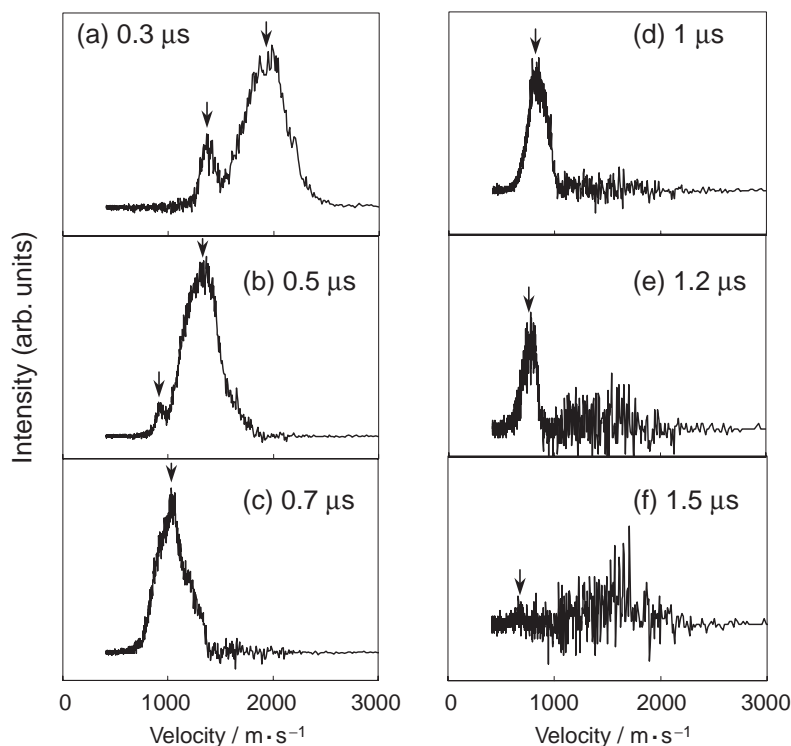 (a) 0.3 μs
(b) 0.5 μs
(c) 0.7 μs
(d) 1 μs
(e) 1.2 μs
(f) 1.5 μs
Intensity (arb. units)
0 1000 2000 3000
0 1000 2000 3000
Velocity / m·s⁻¹
Velocity / m·s⁻¹